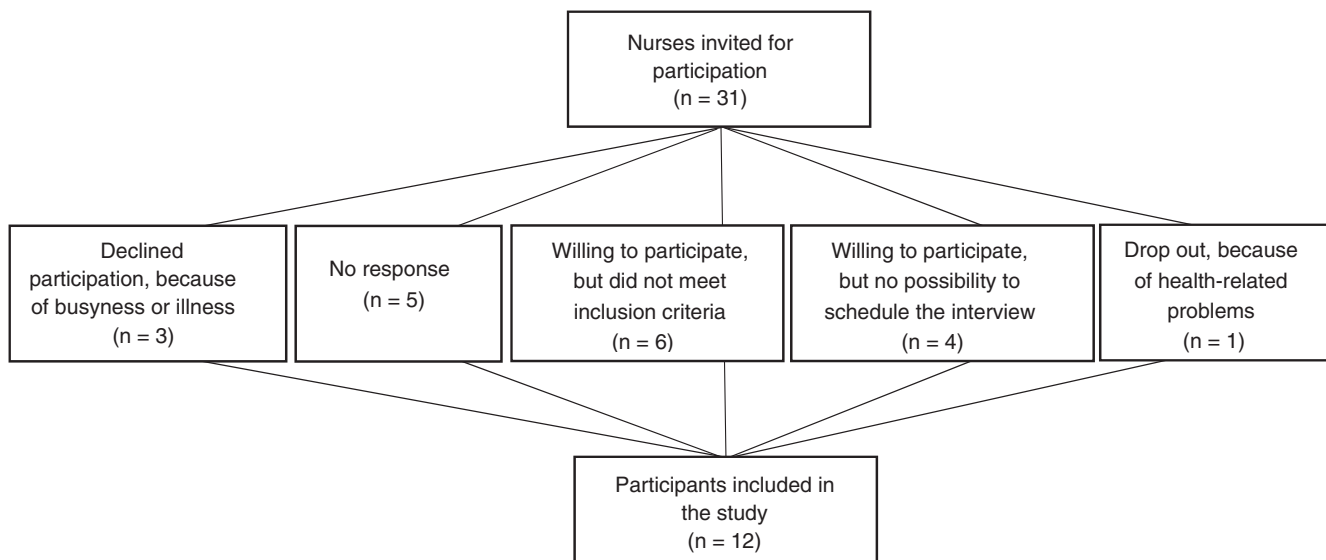 Nurses invited for
participation
(n = 31)
Declined
participation, because
of busyness or illness
(n = 3)
No response
(n = 5)
Willing to participate,
but did not meet
inclusion criteria
(n = 6)
Willing to participate,
but no possibility to
schedule the interview
(n = 4)
Drop out, because
of health-related
problems
(n = 1)
Participants included in
the study
(n = 12)